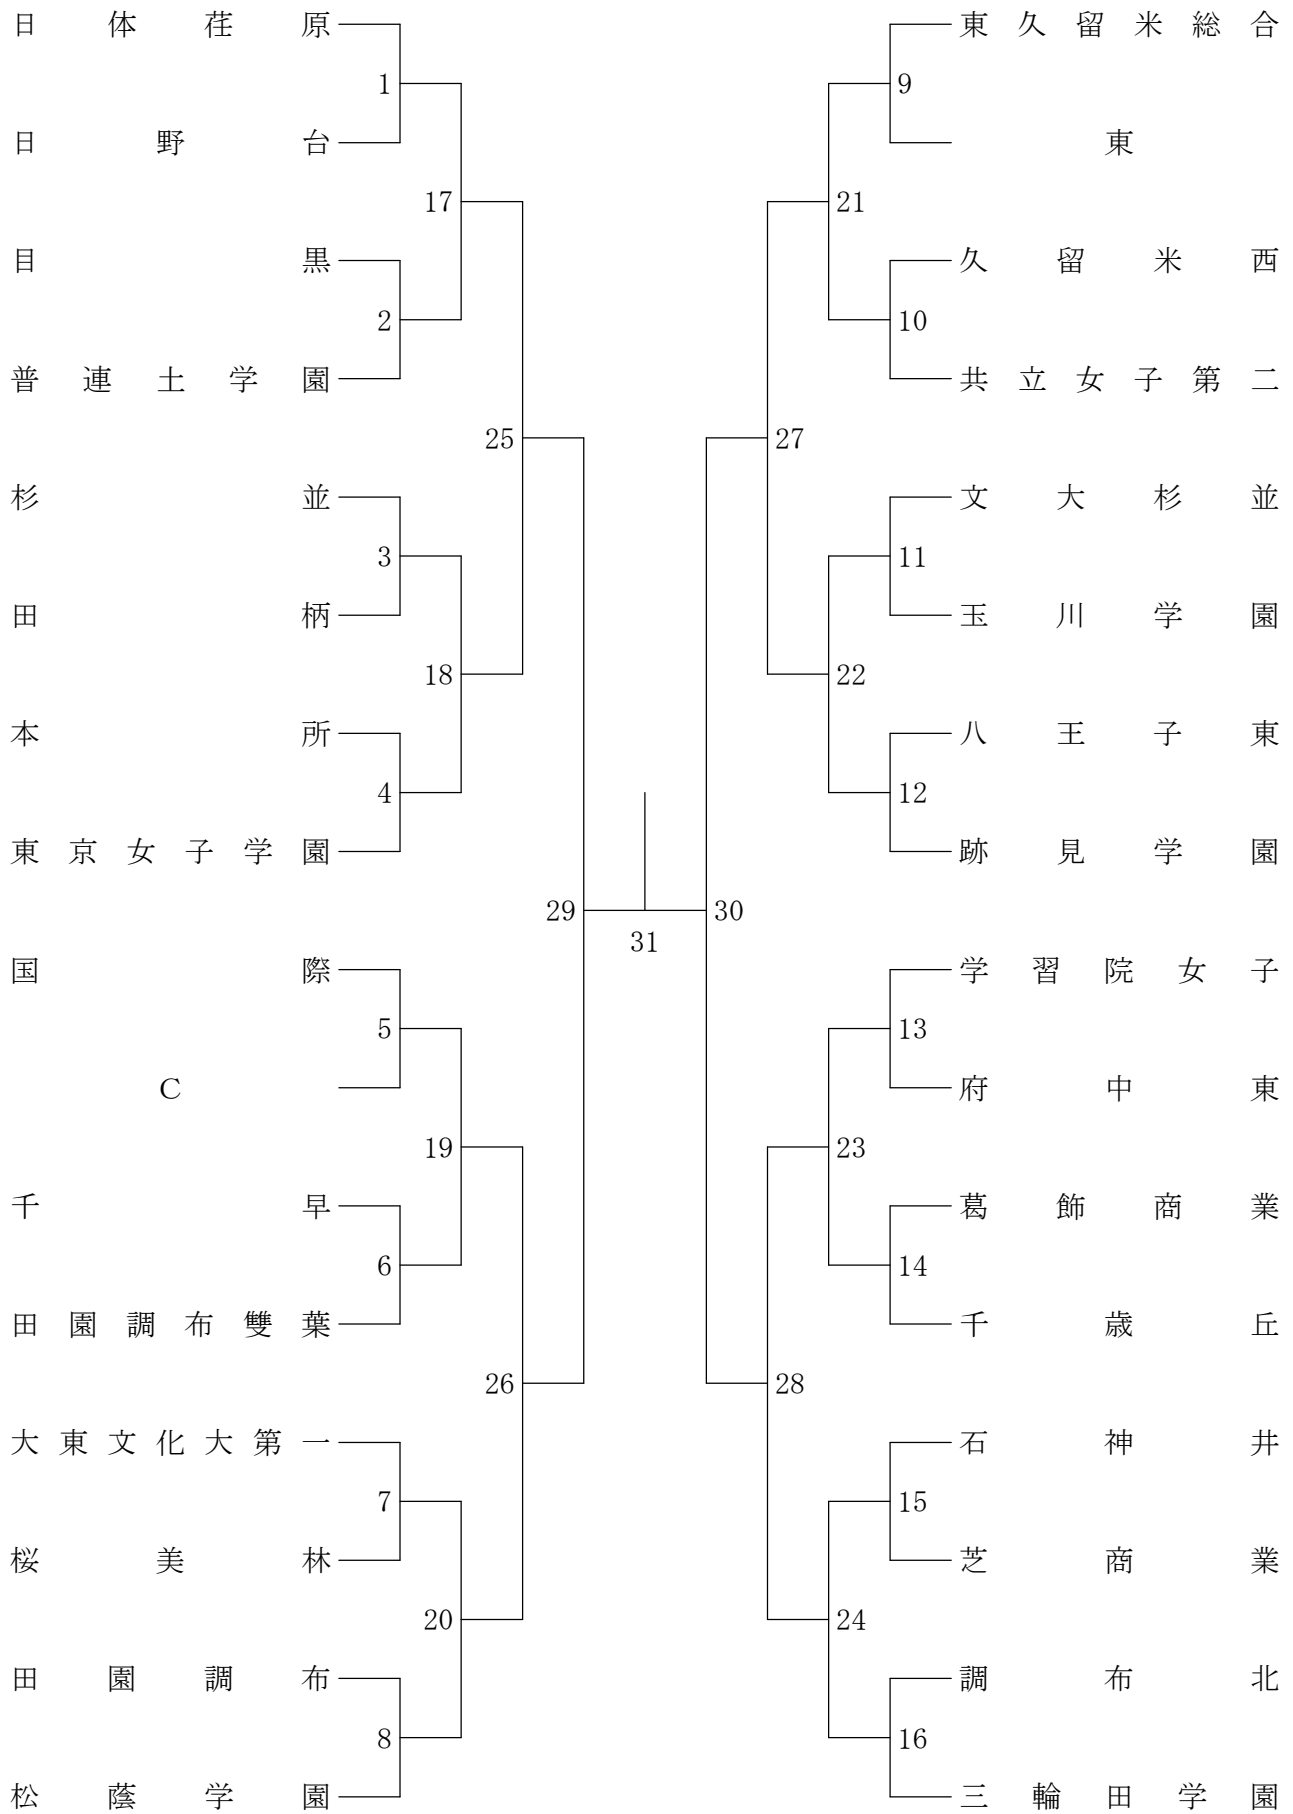 日体荏原
1
日野台
17
目黒
2
普連土学園
25
杉並
3
田柄
18
本所
4
東京女子学園
29
国際
5
C
19
千早
6
田園調布雙葉
26
大東文化大第一
7
桜美林
20
田園調布
8
松蔭学園
31
東久留米総合
9
東
21
久留米西
10
共立女子第二
27
文大杉並
11
玉川学園
22
八王子東
12
跡見学園
30
学習院女子
13
府中東
23
葛飾商業
14
千歳丘
28
石神井
15
芝商業
24
調布北
16
三輪田学園